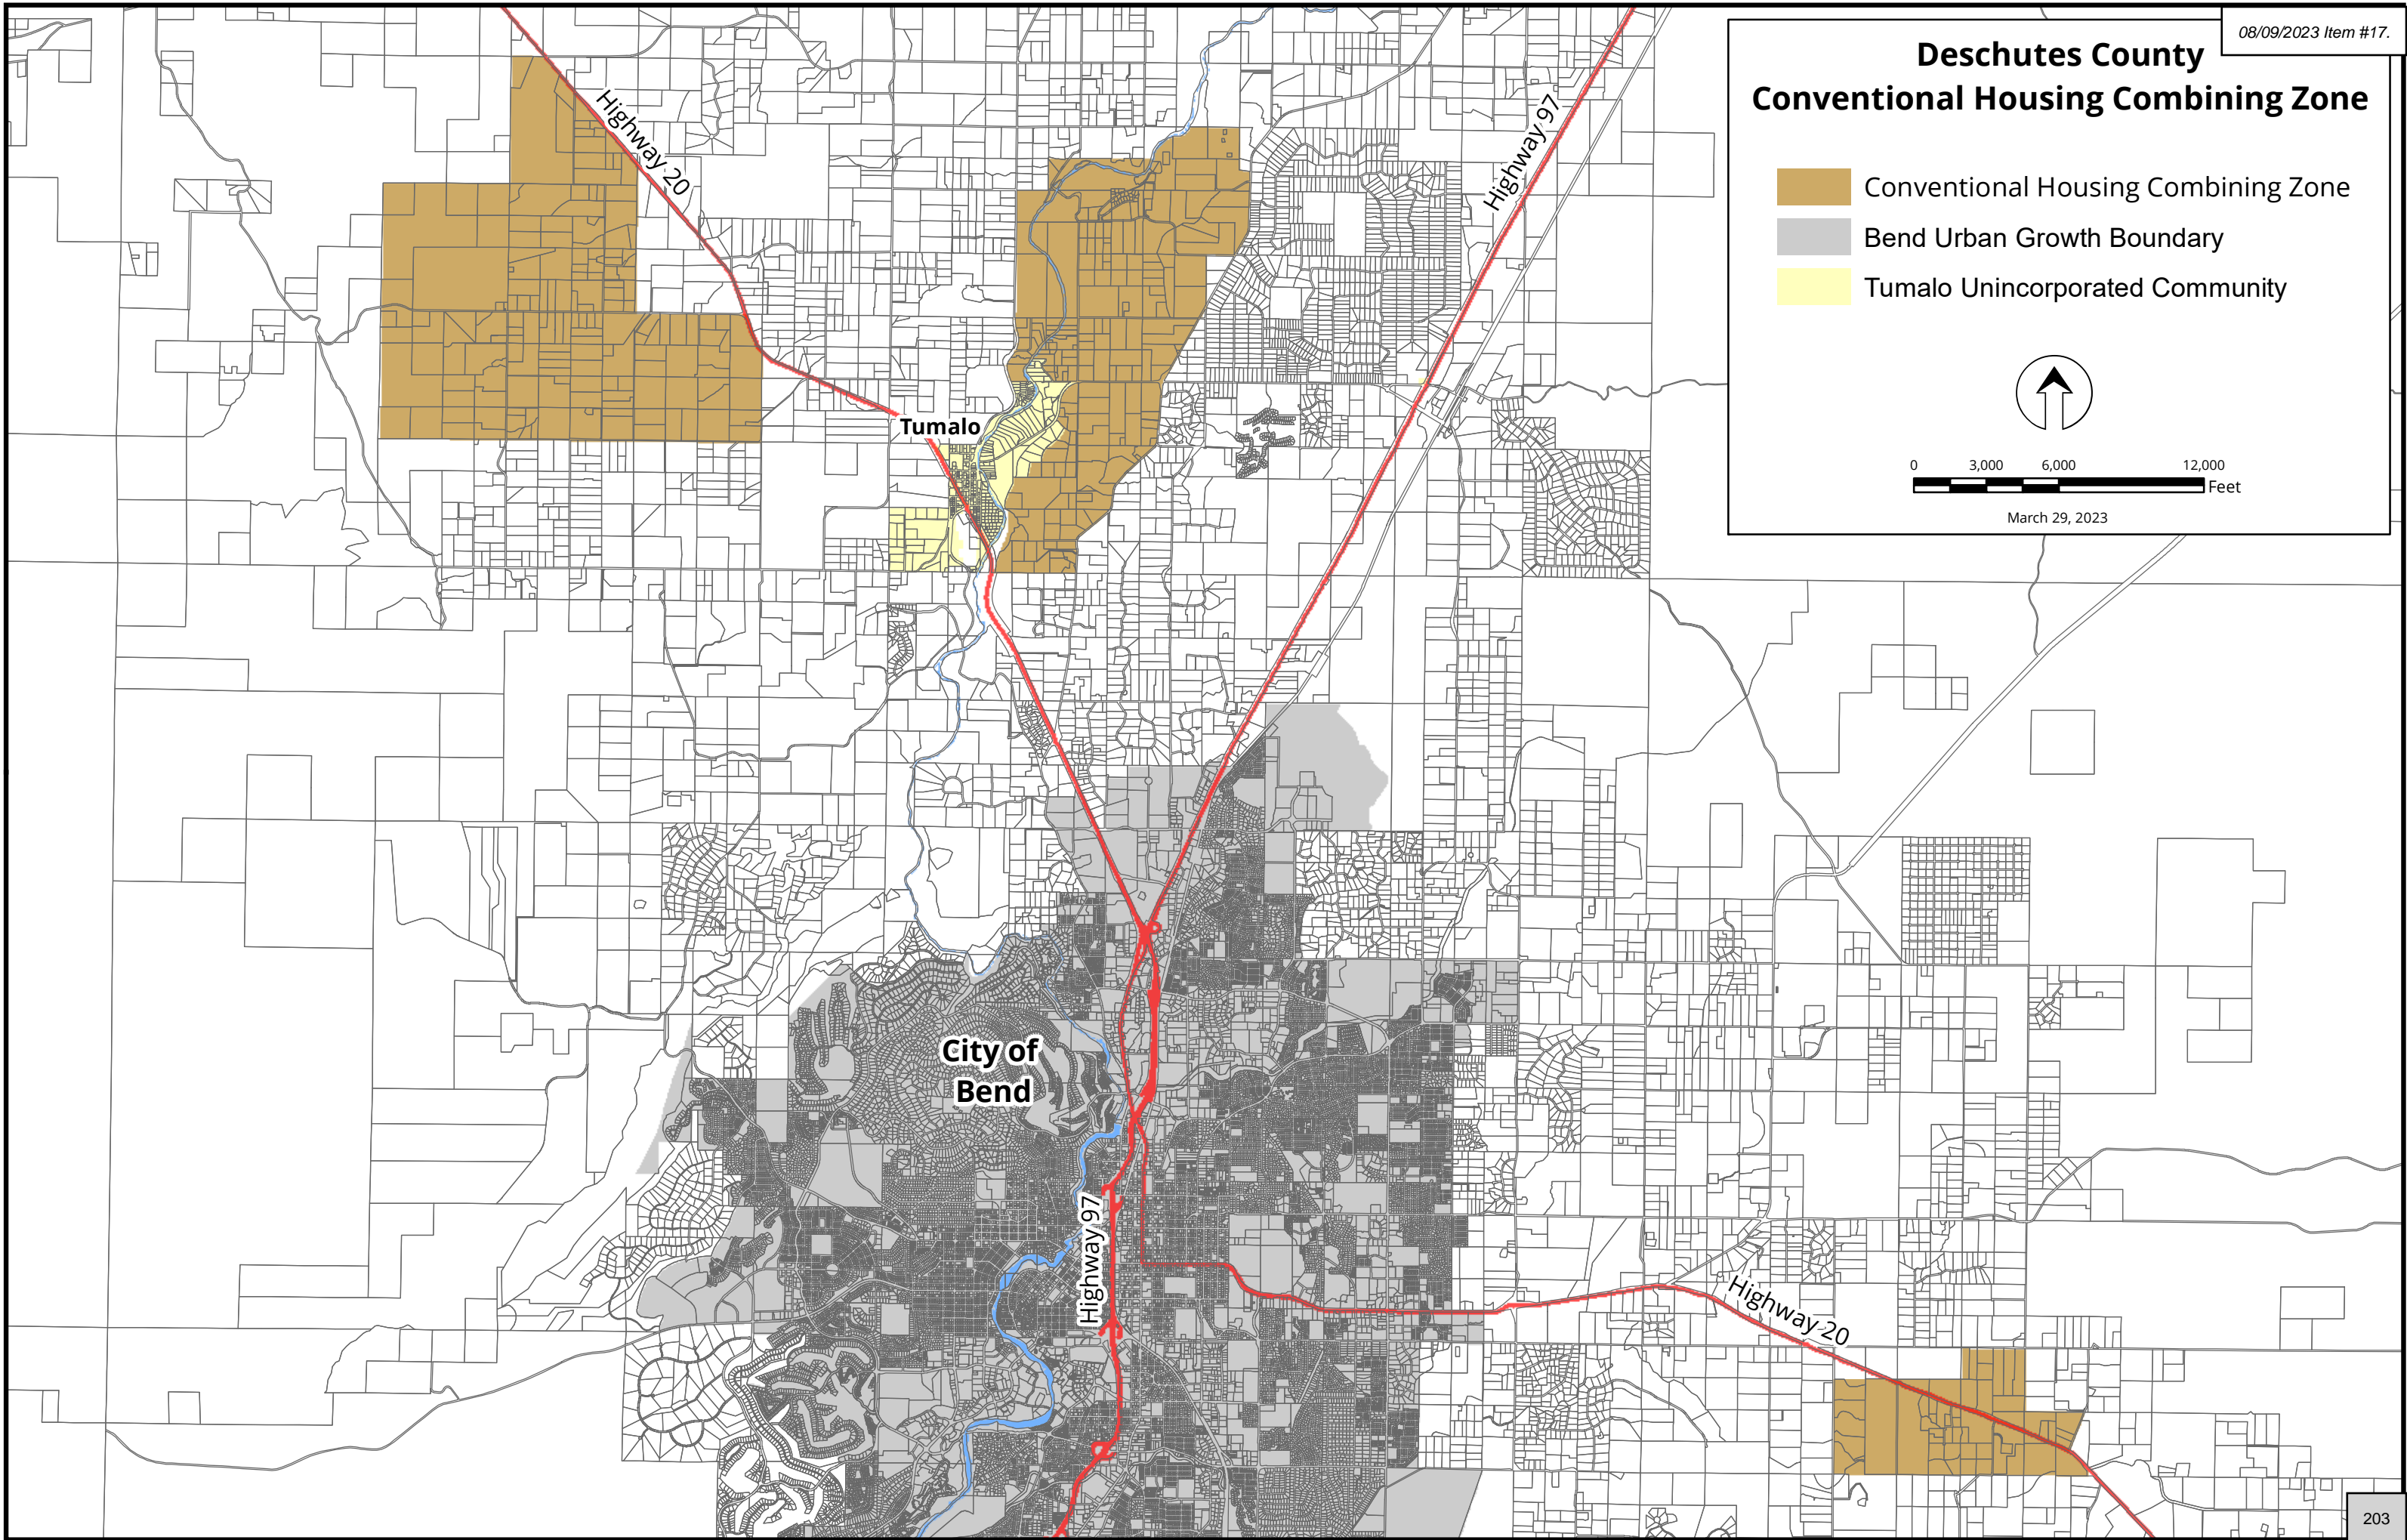 08/09/2023 Item #17.
Deschutes County
Conventional Housing Combining Zone
Conventional Housing Combining Zone
Bend Urban Growth Boundary
Tumalo Unincorporated Community
0 3,000 6,000 12,000
Feet
March 29, 2023
Highway 20
Highway 97
Tumalo
City of
Bend
Highway 97
Highway 20
203